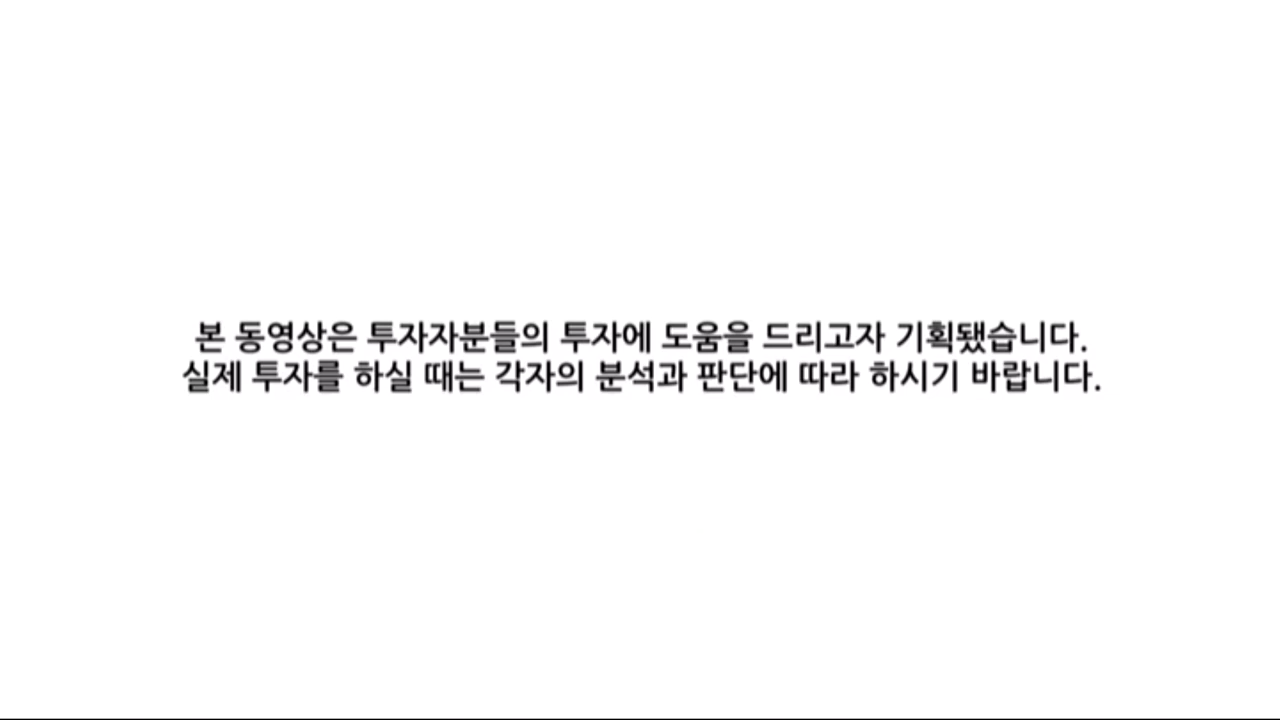 본 동영상은 투자자분들의 투자에 도움을 드리고자 기획됐습니다.
실제 투자를 하실 때는 각자의 분석과 판단에 따라 하시기 바랍니다.